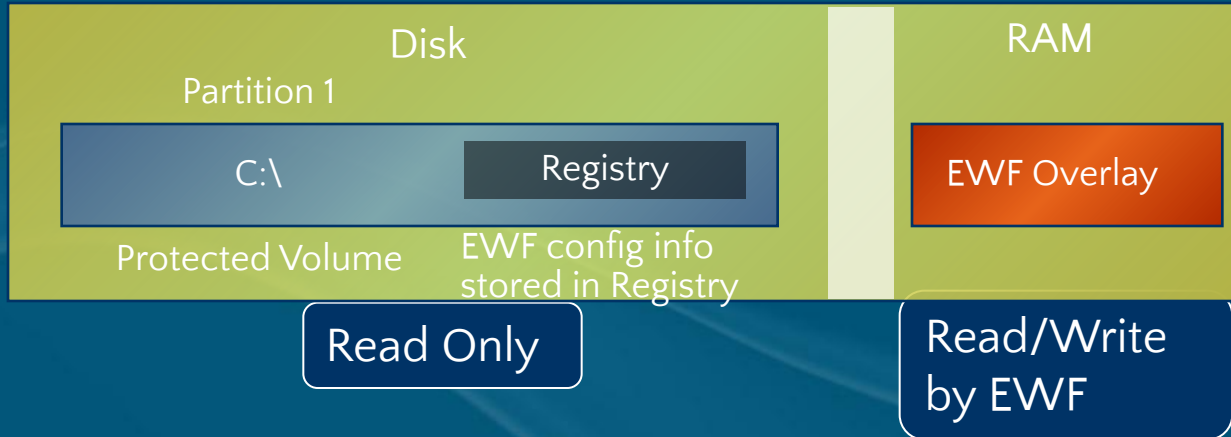 Disk
RAM
Partition 1
C:\
Registry
EWF Overlay
Protected Volume
EWF config info
stored in Registry
Read Only
Read/Write
by EWF